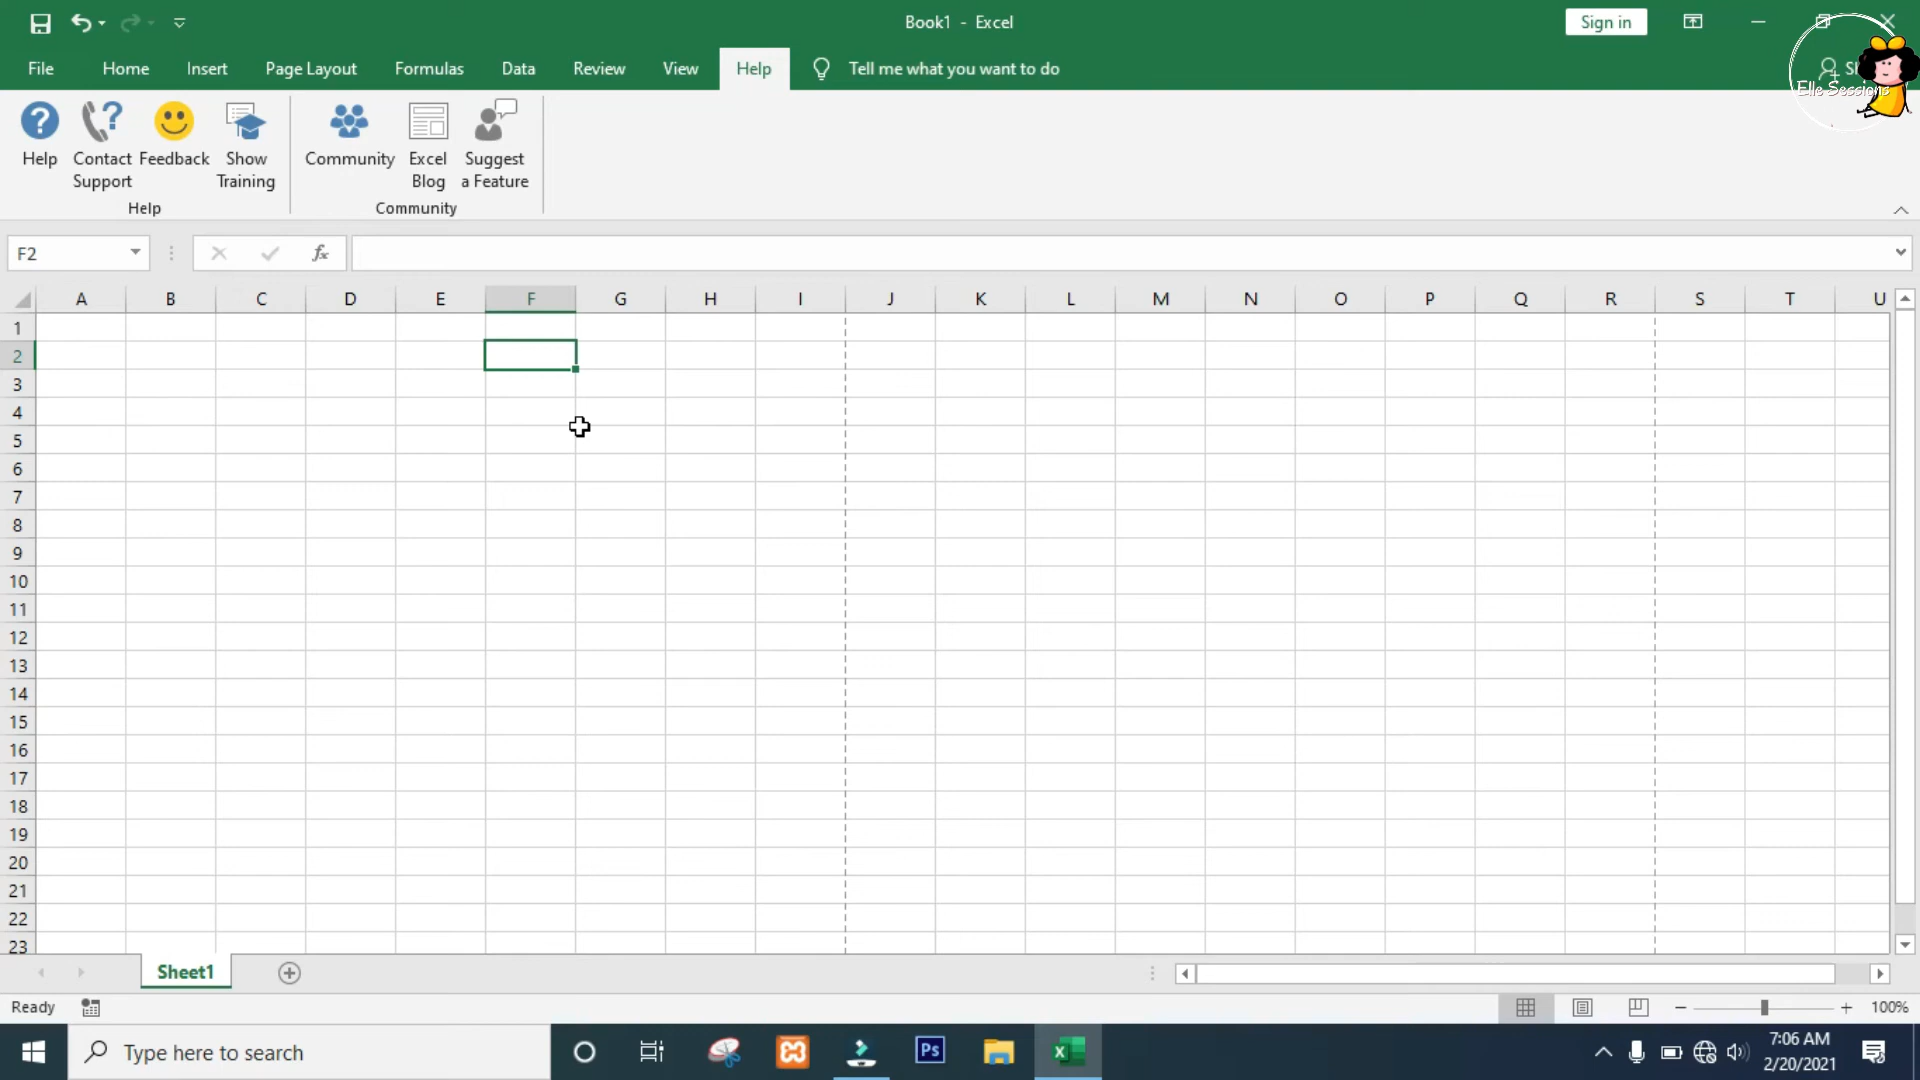 Book1 - Excel
Sign in
File Home Insert Page Layout Formulas Data Review View Help Tell me what you want to do
Elle Sessions
Help Contact Support Feedback Show Training Community Excel Blog Suggest a Feature
Help Community
F2 fx
A B C D E F G H I J K L M N O P Q R S T U
1
2
3
4
5
6
7
8
9
10
11
12
13
14
15
16
17
18
19
20
21
22
23
Sheet1
Ready 100%
Type here to search Ps 7:06 AM
2/20/2021